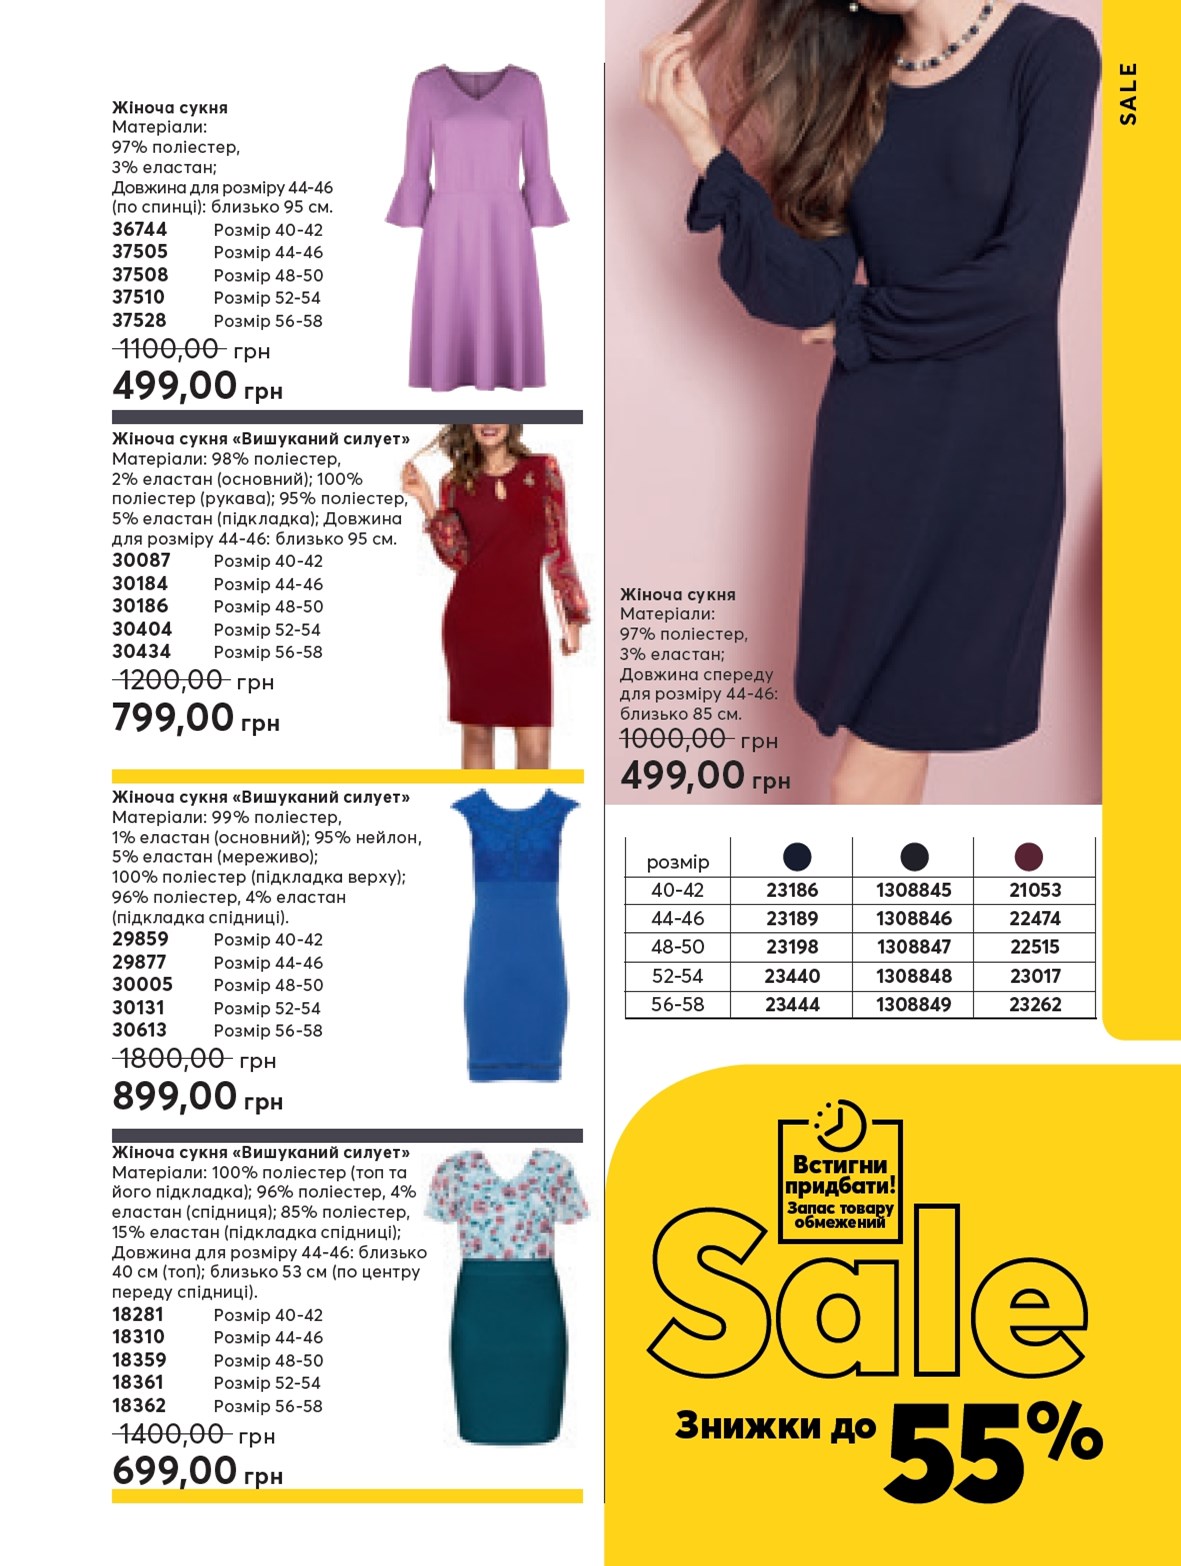 SALE
Жіноча сукня
Матеріали:
97% поліестер,
3% еластан;
Довжина для розміру 44-46
(по спинці): близько 95 см.
36744 Розмір 40-42
37505 Розмір 44-46
37508 Розмір 48-50
37510 Розмір 52-54
37528 Розмір 56-58
1100,00 грн
499,00 грн
Жіноча сукня «Вишуканий силует»
Матеріали: 98% поліестер,
2% еластан (основний); 100%
поліестер (рукава); 95% поліестер,
5% еластан (підкладка); Довжина
для розміру 44-46: близько 95 см.
30087 Розмір 40-42
30184 Розмір 44-46
30186 Розмір 48-50
30404 Розмір 52-54
30434 Розмір 56-58
1200,00 грн
799,00 грн
Жіноча сукня «Вишуканий силует»
Матеріали: 99% поліестер,
1% еластан (основний); 95% нейлон,
5% еластан (мереживо);
100% поліестер (підкладка верху);
96% поліестер, 4% еластан
(підкладка спідниці).
29859 Розмір 40-42
29877 Розмір 44-46
30005 Розмір 48-50
30131 Розмір 52-54
30613 Розмір 56-58
1800,00 грн
899,00 грн
Жіноча сукня «Вишуканий силует»
Матеріали: 100% поліестер (топ та
його підкладка); 96% поліестер, 4%
еластан (спідниця); 85% поліестер,
15% еластан (підкладка спідниці);
Довжина для розміру 44-46: близько
40 см (топ); близько 53 см (по центру
переду спідниці).
18281 Розмір 40-42
18310 Розмір 44-46
18359 Розмір 48-50
18361 Розмір 52-54
18362 Розмір 56-58
1400,00 грн
699,00 грн
Жіноча сукня
Матеріали:
97% поліестер,
3% еластан;
Довжина спереду
для розміру 44-46:
близько 85 см.
1000,00 грн
499,00 грн
розмір
40-42 23186 1308845 21053
44-46 23189 1308846 22474
48-50 23198 1308847 22515
52-54 23440 1308848 23017
56-58 23444 1308849 23262
Встигни
придбати!
Запас товару
обмежений
Sale
Знижки до 55%